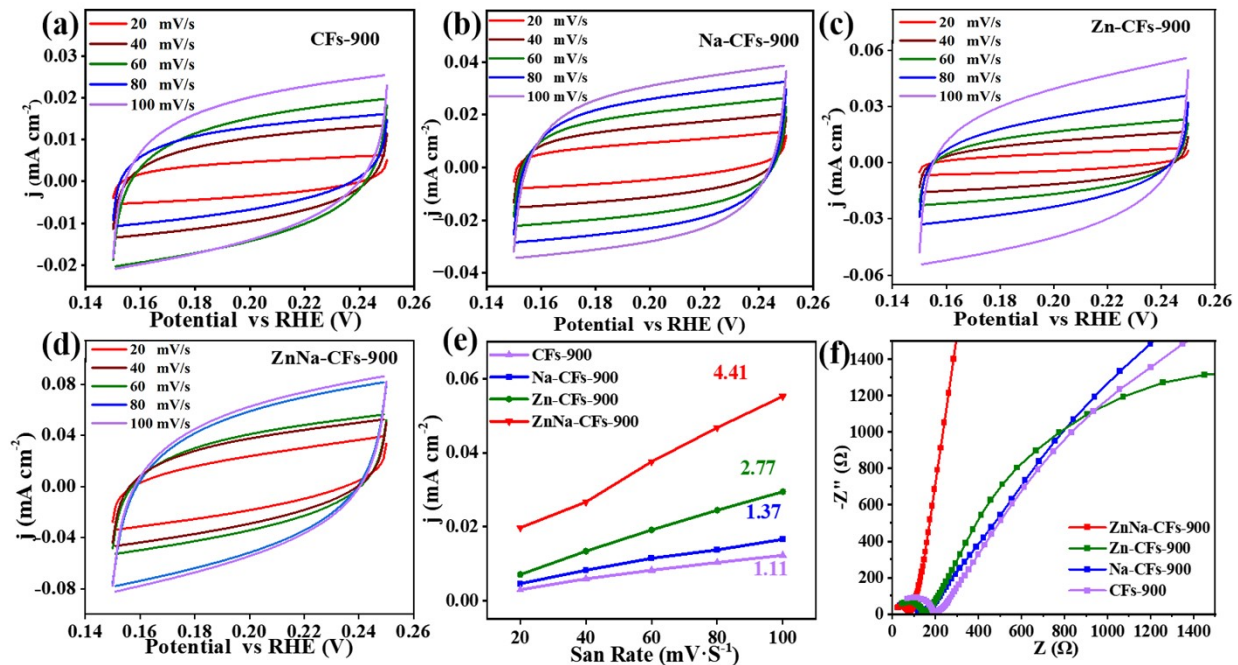 (a)
20 mV/s
40 mV/s
60 mV/s
80 mV/s
100 mV/s
CFs-900
0.03
0.02
0.01
0.00
-0.01
-0.02
j (mA cm-2)
0.14 0.16 0.18 0.20 0.22 0.24 0.26
Potential vs RHE (V)
(b)
20 mV/s
40 mV/s
60 mV/s
80 mV/s
100 mV/s
Na-CFs-900
0.04
0.02
0.00
−0.02
−0.04
j (mA cm-2)
0.14 0.16 0.18 0.20 0.22 0.24 0.26
Potential vs RHE (V)
(c)
20 mV/s
40 mV/s
60 mV/s
80 mV/s
100 mV/s
Zn-CFs-900
0.06
0.03
0.00
-0.03
-0.06
j (mA cm-2)
0.14 0.16 0.18 0.20 0.22 0.24 0.26
Potential vs RHE (V)
(d)
20 mV/s
40 mV/s
60 mV/s
80 mV/s
100 mV/s
ZnNa-CFs-900
0.08
0.04
0.00
-0.04
-0.08
j (mA cm-2)
0.14 0.16 0.18 0.20 0.22 0.24 0.26
Potential vs RHE (V)
(e)
CFs-900
Na-CFs-900
Zn-CFs-900
ZnNa-CFs-900
4.41
2.77
1.37
1.11
0.06
0.04
0.02
0.00
j (mA cm-2)
20 40 60 80 100
San Rate (mV·S-1)
(f)
1500
1400
1200
1000
800
600
400
200
0
-Z'' (Ω)
ZnNa-CFs-900
Zn-CFs-900
Na-CFs-900
CFs-900
0 200 400 600 800 1000 1200 1400
Z (Ω)